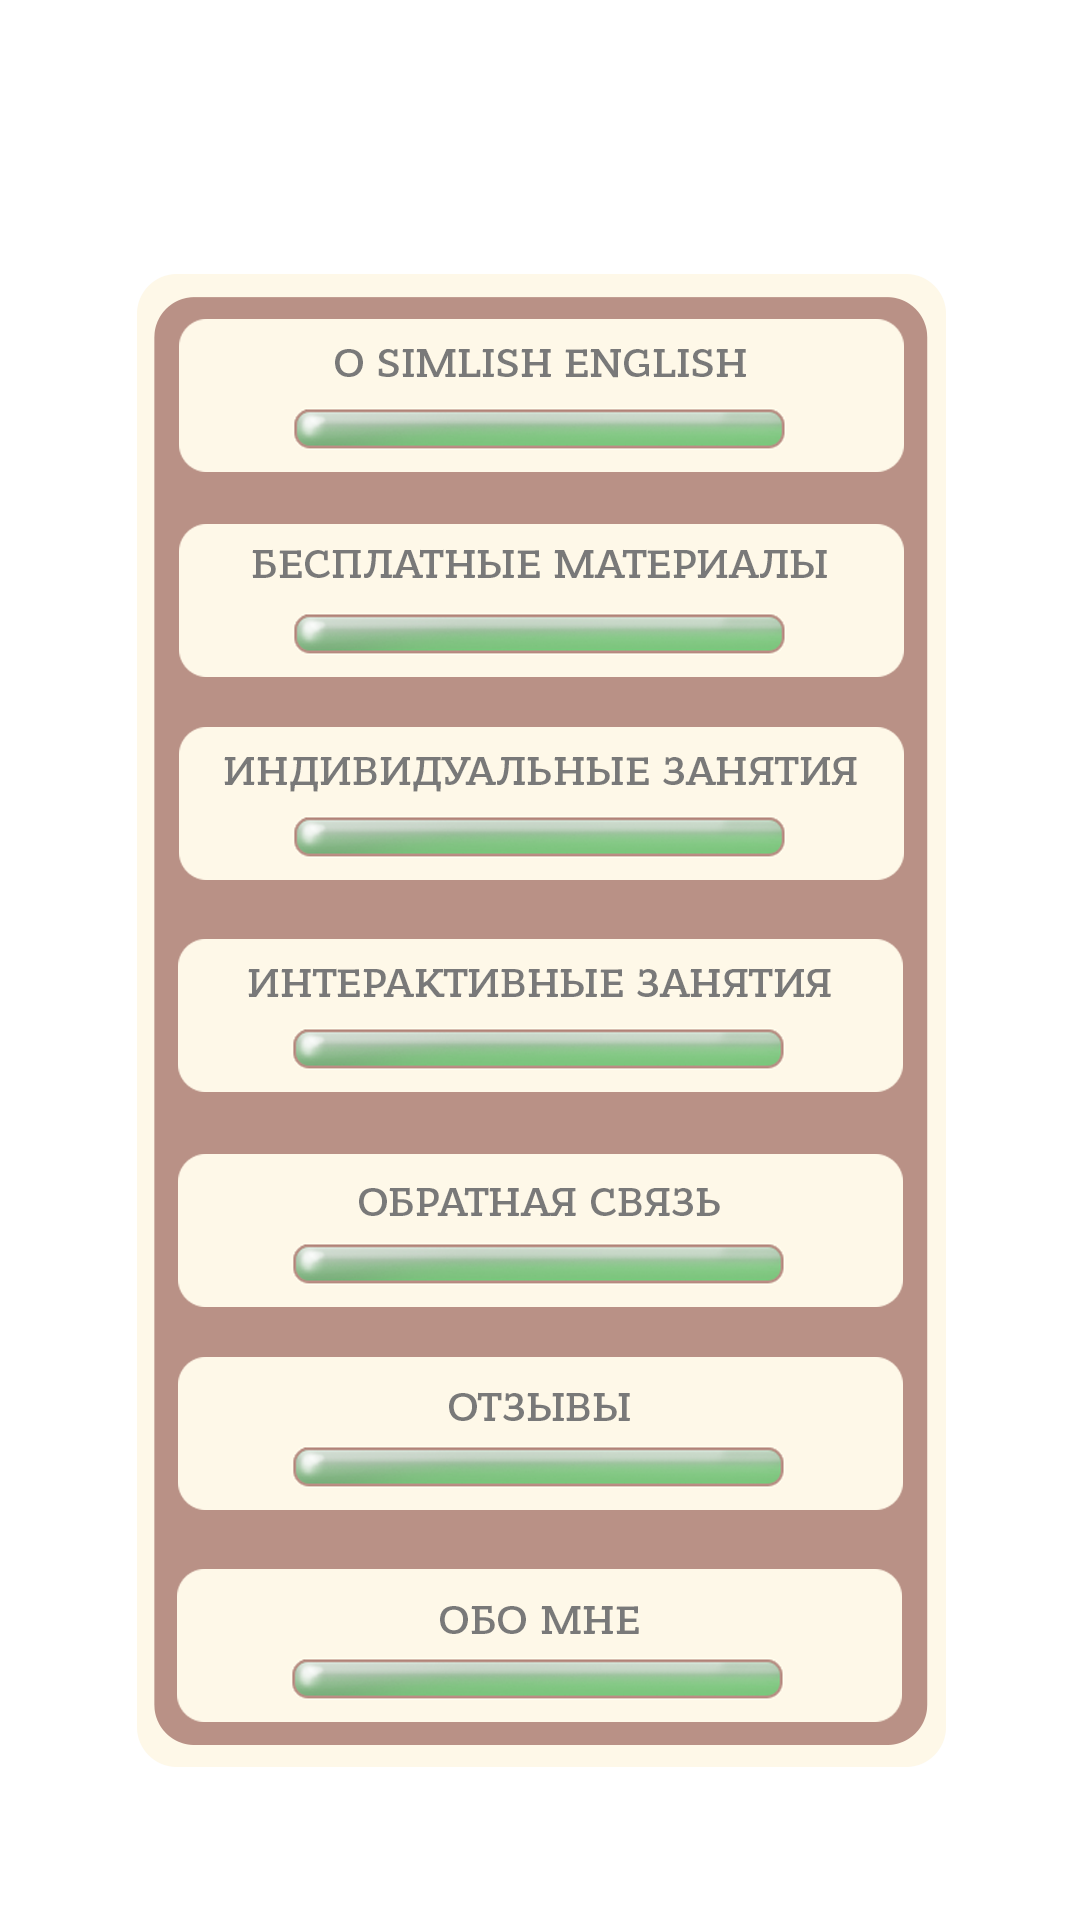 О SIMLISH ENGLISH
БЕСПЛАТНЫЕ МАТЕРИАЛЫ
ИНДИВИДУАЛЬНЫЕ ЗАНЯТИЯ
ИНТЕРАКТИВНЫЕ ЗАНЯТИЯ
ОБРАТНАЯ СВЯЗЬ
ОТЗЫВЫ
ОБО МНЕ